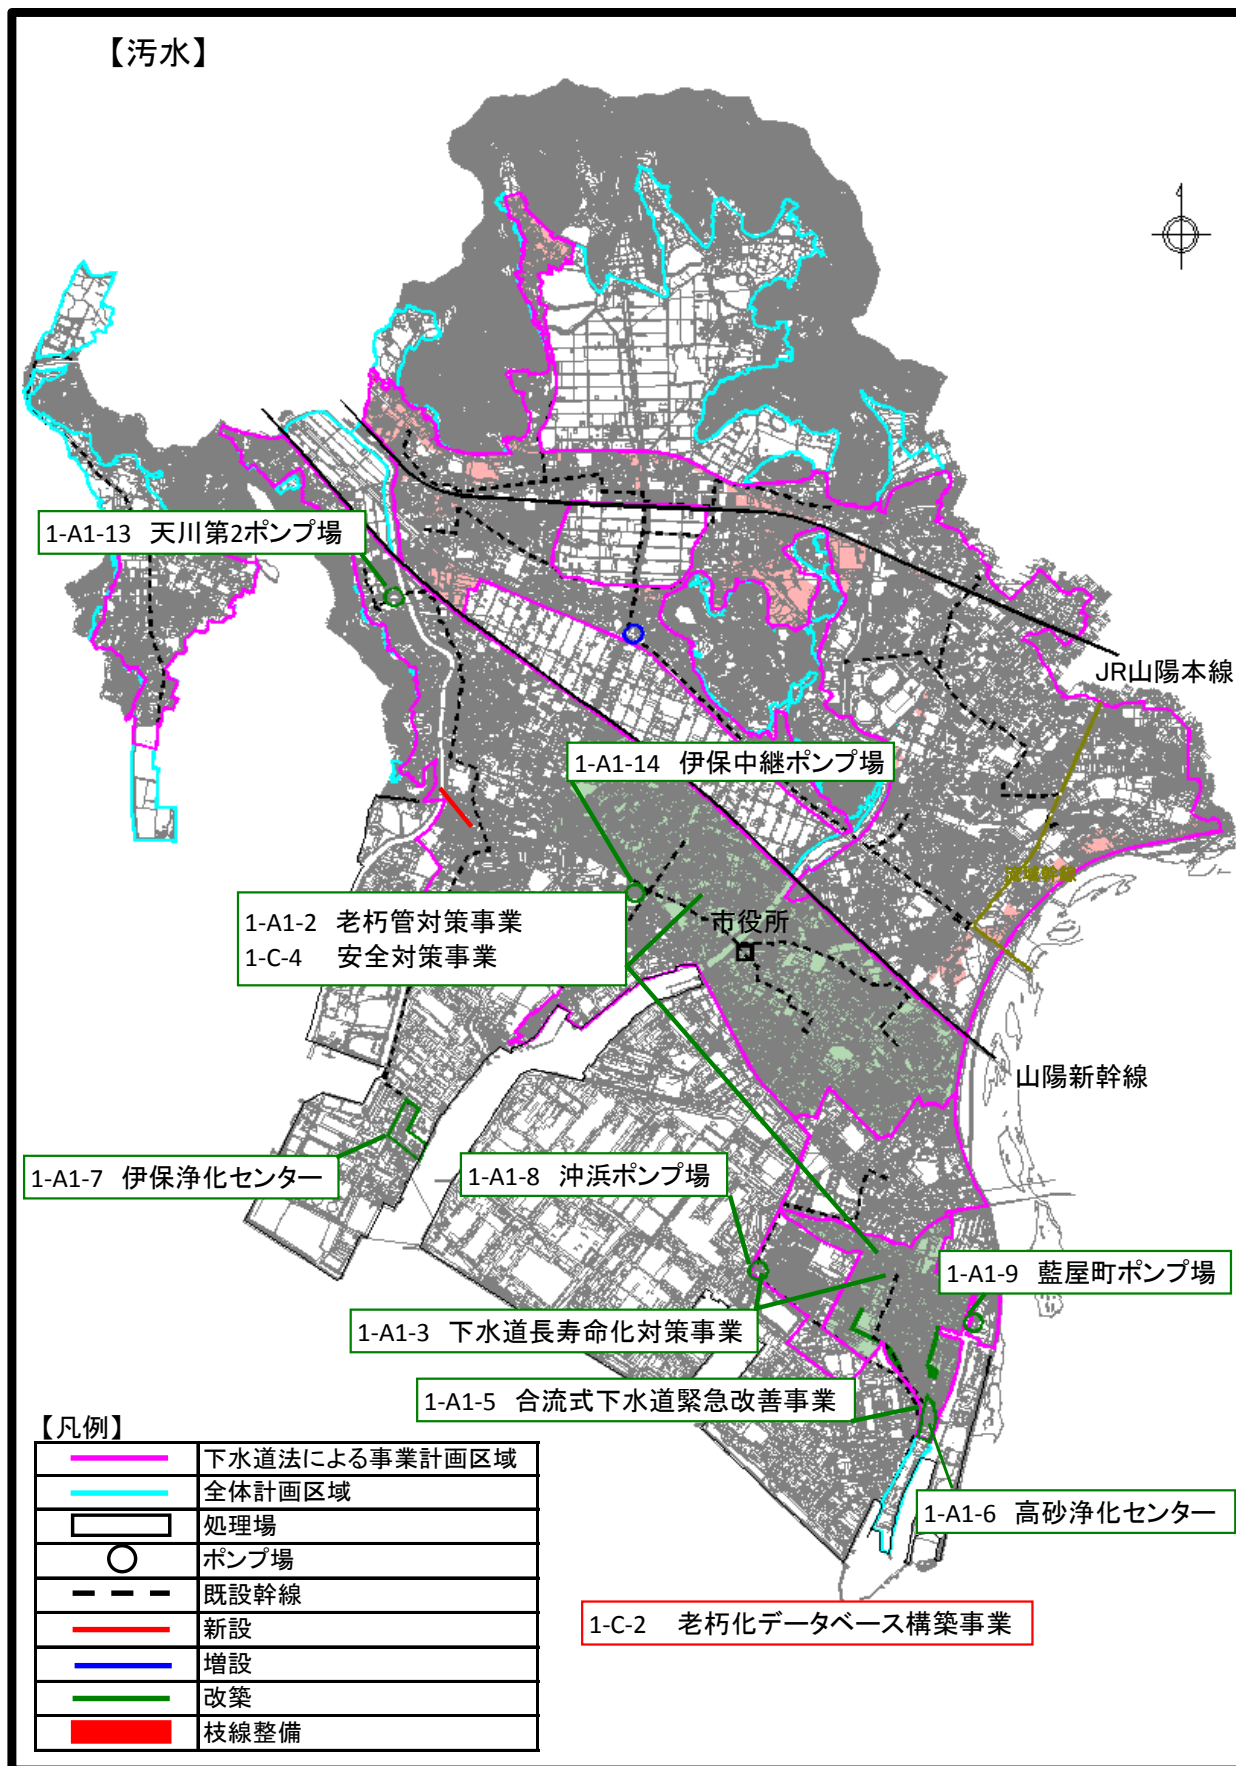 【汚水】
1-A1-13 天川第2ポンプ場
JR山陽本線
1-A1-14 伊保中継ポンプ場
流域幹線
1-A1-2 老朽管対策事業
1-C-4 安全対策事業
市役所
山陽新幹線
1-A1-7 伊保浄化センター
1-A1-8 沖浜ポンプ場
1-A1-9 藍屋町ポンプ場
1-A1-3 下水道長寿命化対策事業
1-A1-5 合流式下水道緊急改善事業
1-A1-6 高砂浄化センター
1-C-2 老朽化データベース構築事業
【凡例】
下水道法による事業計画区域
全体計画区域
処理場
ポンプ場
既設幹線
新設
増設
改築
枝線整備